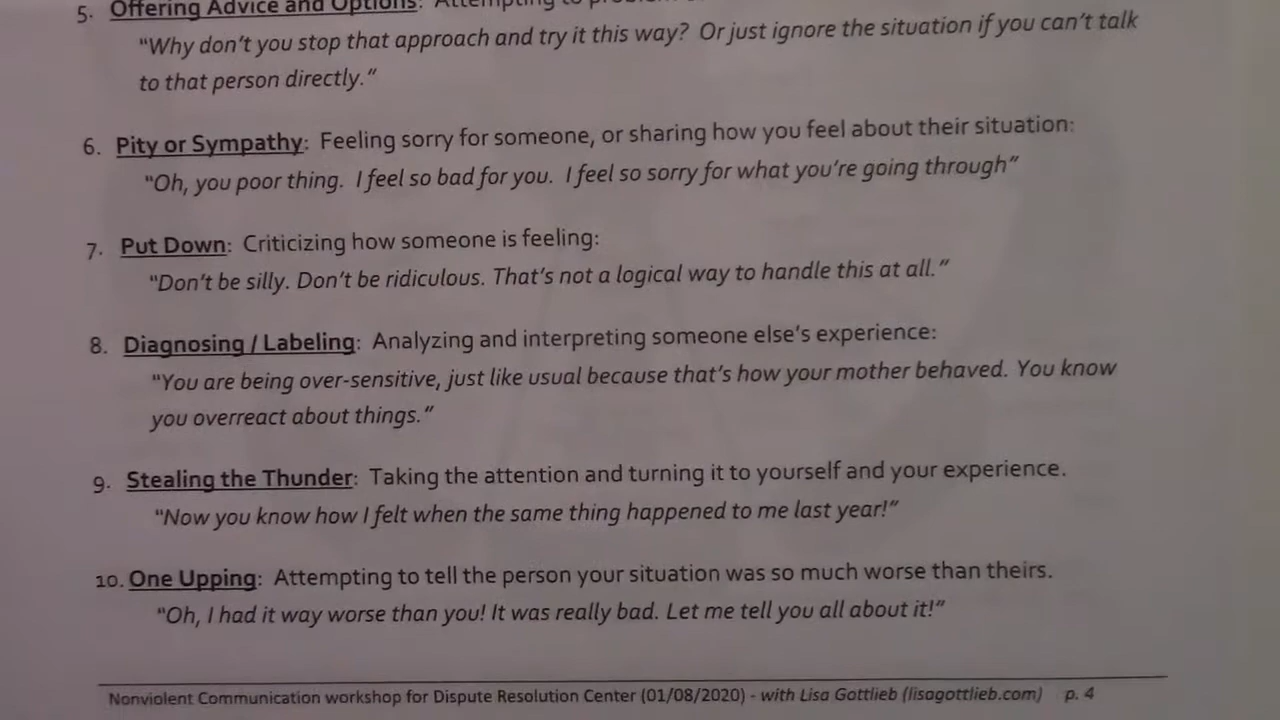 5. Offering Advice and Options: Attempting to
"Why don't you stop that approach and try it this way? Or just ignore the situation if you can't talk
to that person directly."
6. Pity or Sympathy: Feeling sorry for someone, or sharing how you feel about their situation:
"Oh, you poor thing. I feel so bad for you. I feel so sorry for what you're going through"
7. Put Down: Criticizing how someone is feeling:
"Don't be silly. Don't be ridiculous. That's not a logical way to handle this at all."
8. Diagnosing / Labeling: Analyzing and interpreting someone else's experience:
"You are being over-sensitive, just like usual because that's how your mother behaved. You know
you overreact about things."
9. Stealing the Thunder: Taking the attention and turning it to yourself and your experience.
"Now you know how I felt when the same thing happened to me last year!"
10. One Upping: Attempting to tell the person your situation was so much worse than theirs.
"Oh, I had it way worse than you! It was really bad. Let me tell you all about it!"
Nonviolent Communication workshop for Dispute Resolution Center (01/08/2020) - with Lisa Gottlieb (lisagottlieb.com) p. 4